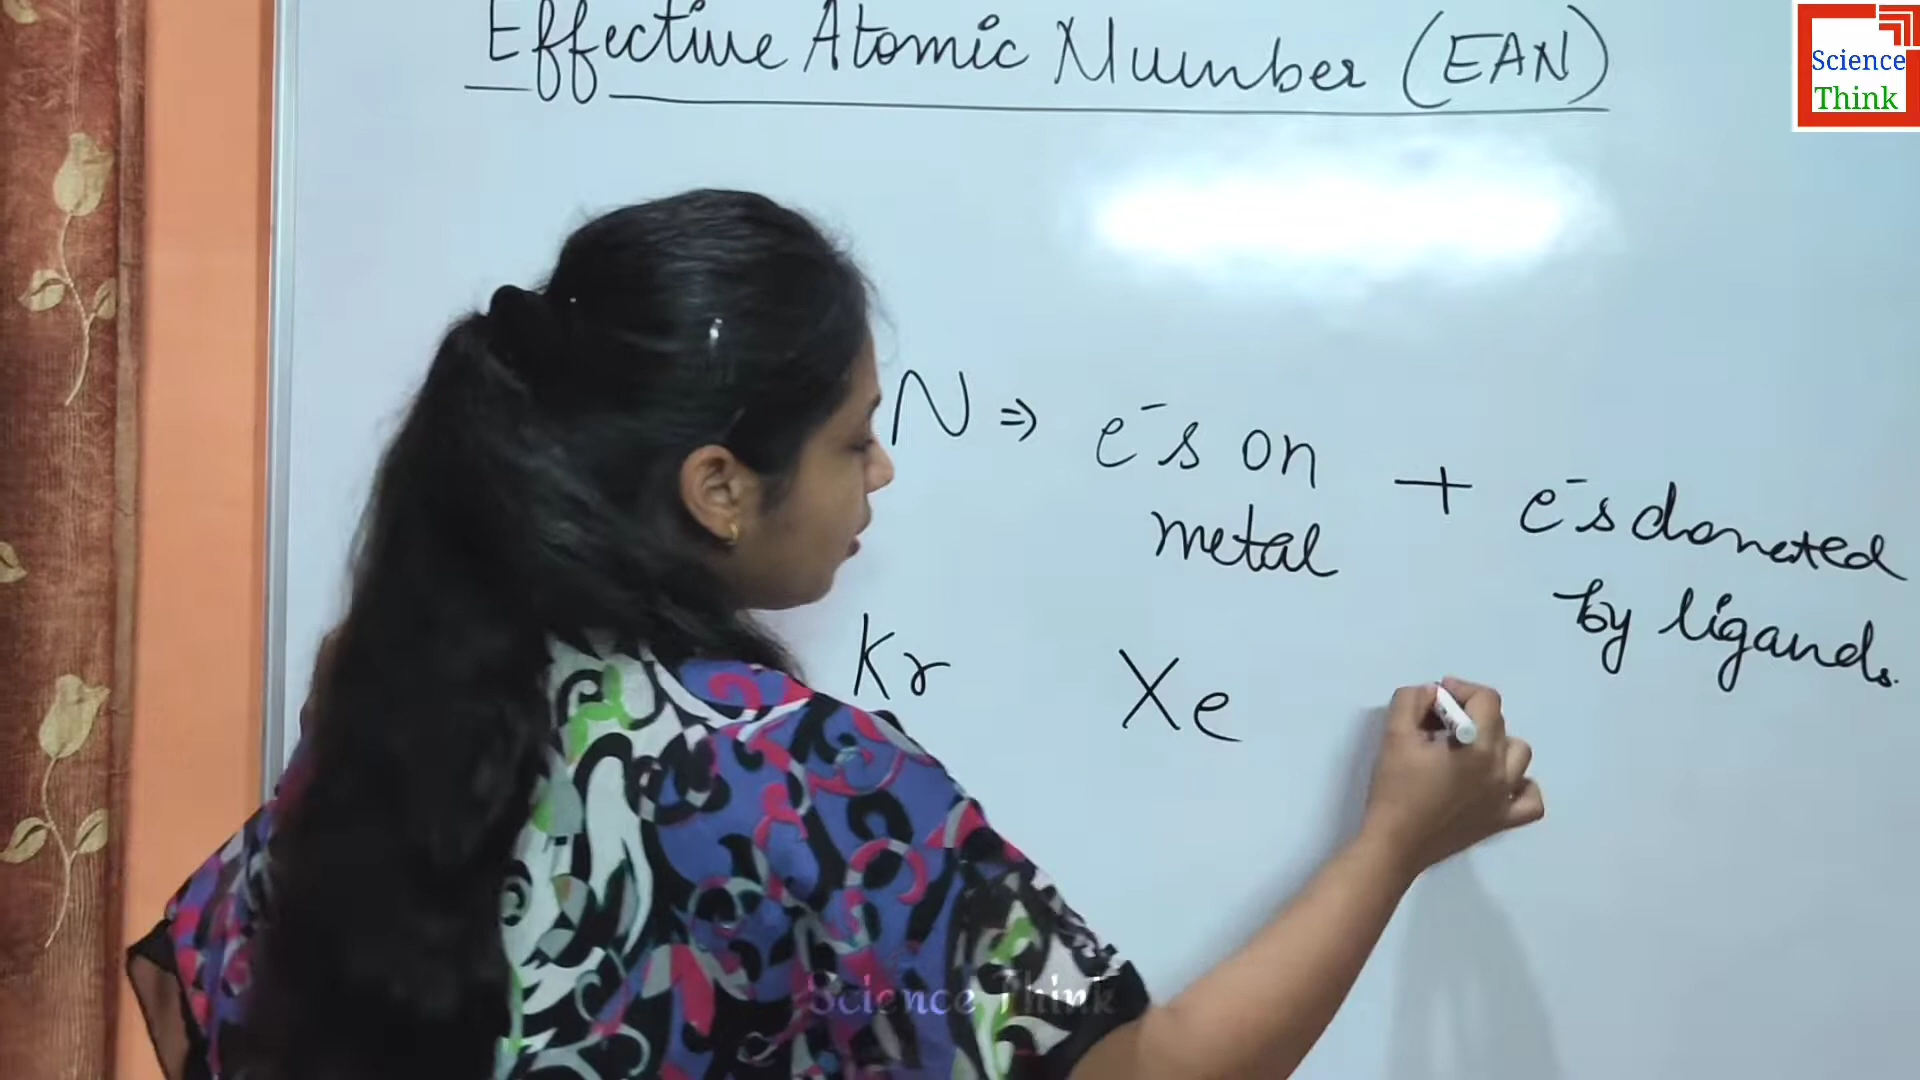 Effective Atomic Number (EAN)
Science
Think
N ⇒ e⁻s on
metal
+ e⁻s donated
by ligands.
Kr Xe
Science Think